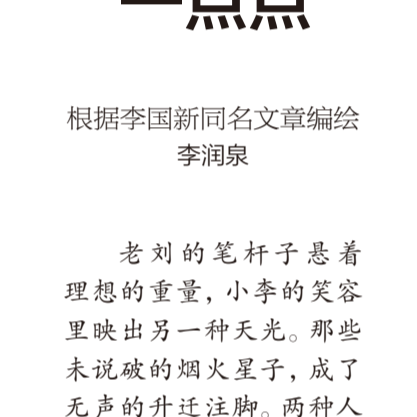 一点点
根据李国新同名文章编绘
李润泉
老刘的笔杆子悬着
理想的重量，小李的笑容
里映出另一种天光。那些
未说破的烟火星子，成了
无声的升迁注脚。两种人